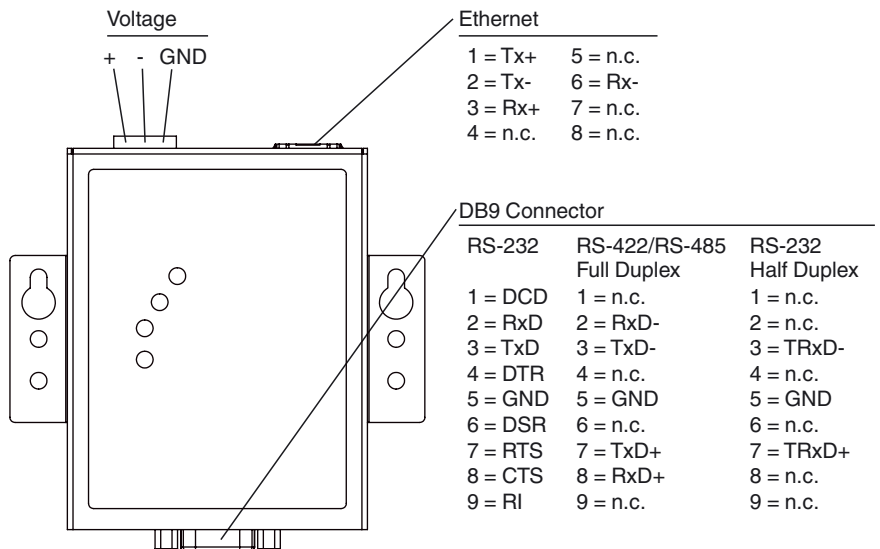 Voltage
+ - GND
Ethernet
1 = Tx+ 5 = n.c.
2 = Tx- 6 = Rx-
3 = Rx+ 7 = n.c.
4 = n.c. 8 = n.c.
DB9 Connector
RS-232 RS-422/RS-485 RS-232
Full Duplex Half Duplex
1 = DCD 1 = n.c. 1 = n.c.
2 = RxD 2 = RxD- 2 = n.c.
3 = TxD 3 = TxD- 3 = TRxD-
4 = DTR 4 = n.c. 4 = n.c.
5 = GND 5 = GND 5 = GND
6 = DSR 6 = n.c. 6 = n.c.
7 = RTS 7 = TxD+ 7 = TRxD+
8 = CTS 8 = RxD+ 8 = n.c.
9 = RI 9 = n.c. 9 = n.c.